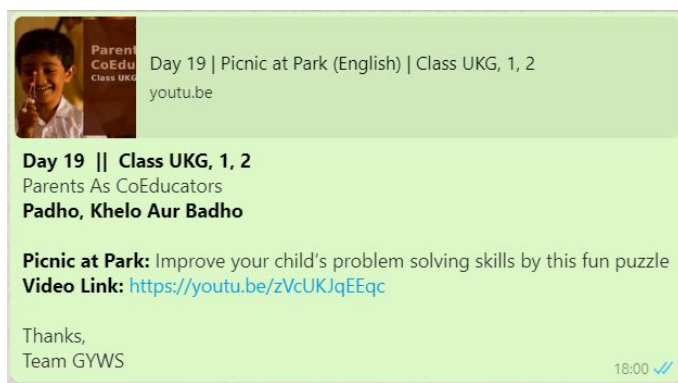 Parent
CoEdu
Class UKG
Day 19 | Picnic at Park (English) | Class UKG, 1, 2
youtu.be
Day 19 || Class UKG, 1, 2
Parents As CoEducators
Padho, Khelo Aur Badho
Picnic at Park: Improve your child's problem solving skills by this fun puzzle
Video Link: https://youtu.be/zVcUKJqEEqc
Thanks,
Team GYWS
18:00